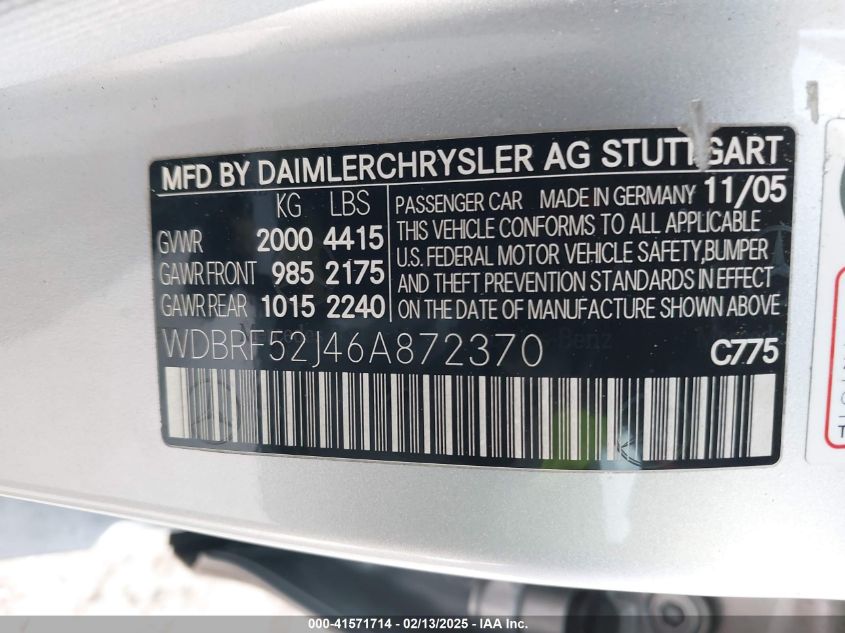 MFD BY DAIMLERCHRYSLER AG STUTTGART
KG LBS
GVWR 2000 4415
GAWR FRONT 985 2175
GAWR REAR 1015 2240
PASSENGER CAR MADE IN GERMANY 11/05
THIS VEHICLE CONFORMS TO ALL APPLICABLE
U.S. FEDERAL MOTOR VEHICLE SAFETY,BUMPER
AND THEFT PREVENTION STANDARDS IN EFFECT
ON THE DATE OF MANUFACTURE SHOWN ABOVE
WDBRF52J46A872370 C775
000-41571714 - 02/13/2025 - IAA Inc.